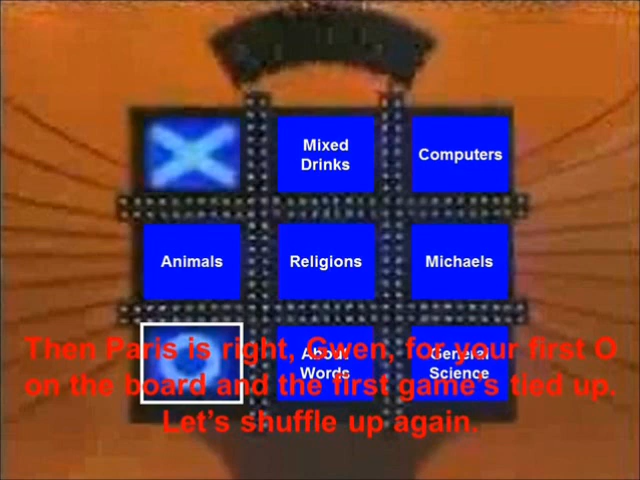 X
Mixed
Drinks
Computers
Animals
Religions
Michaels
O
About
Words
General
Science
Then Paris is right, Gwen, for your first O
on the board and the first game's tied up.
Let's shuffle up again.